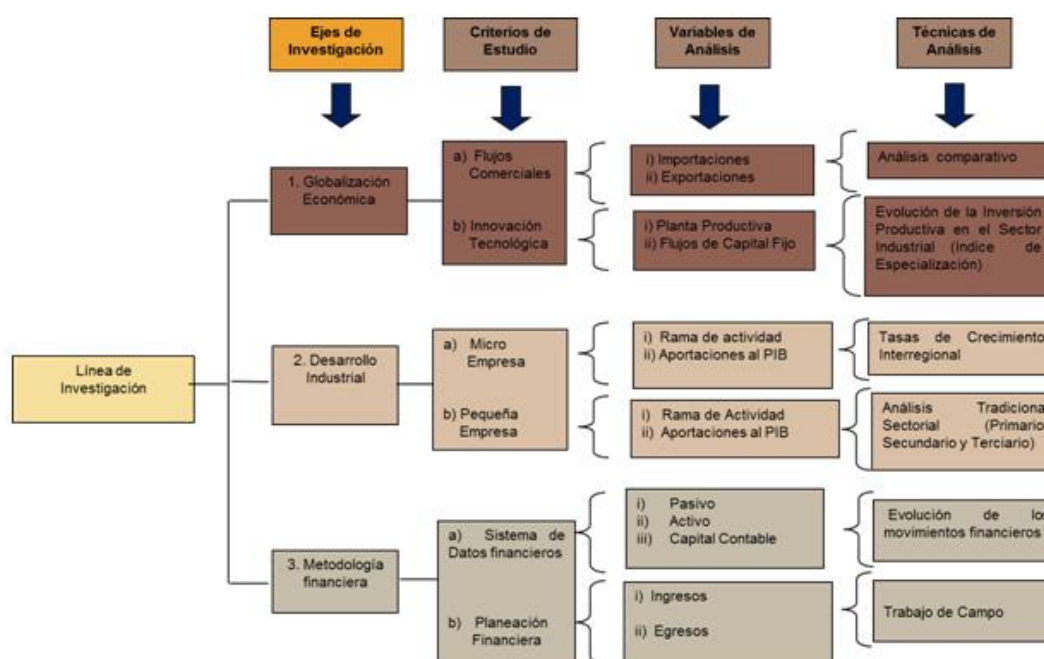 Ejes de
Investigación
Criterios de
Estudio
Variables de
Análisis
Técnicas de
Análisis
Línea de
Investigación
1. Globalización
Económica
a) Flujos
Comerciales
b) Innovación
Tecnológica
i) Importaciones
ii) Exportaciones
i) Planta Productiva
ii) Flujos de Capital Fijo
Análisis comparativo
Evolución de la Inversión
Productiva en el Sector
Industrial (Índice de
Especialización)
2. Desarrollo
Industrial
a) Micro
Empresa
b) Pequeña
Empresa
i) Rama de actividad
ii) Aportaciones al PIB
i) Rama de Actividad
ii) Aportaciones al PIB
Tasas de Crecimiento
Interregional
Análisis Tradiciona
Sectorial (Primario
Secundario y Terciario)
3. Metodología
financiera
a) Sistema de
Datos financieros
b) Planeación
Financiera
i) Pasivo
ii) Activo
iii) Capital Contable
i) Ingresos
ii) Egresos
Evolución de los
movimientos financieros
Trabajo de Campo